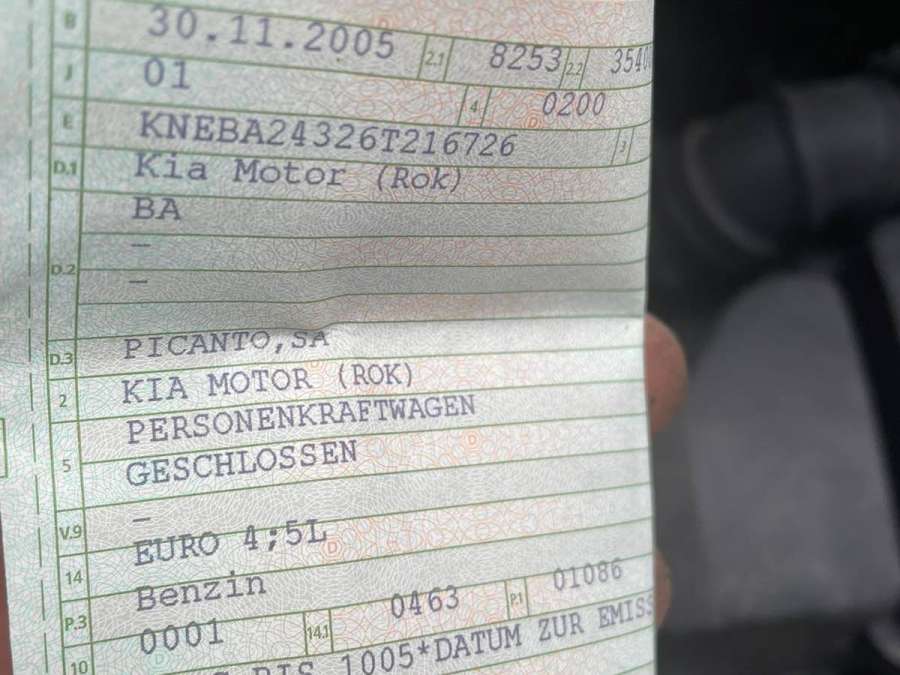 B 30.11.2005 2.1 8253 2.2 3540
J 01 4 0200
E KNEBA24326T216726 3
D.1 Kia Motor (Rok)
BA
–
D.2 –
D.3 PICANTO,SA
2 KIA MOTOR (ROK)
PERSONENKRAFTWAGEN
5 GESCHLOSSEN
–
V.9 EURO 4;5L
14 Benzin
P.3 0001 14.1 0463 P.1 01086
10 BIS 1005*DATUM ZUR EMISS